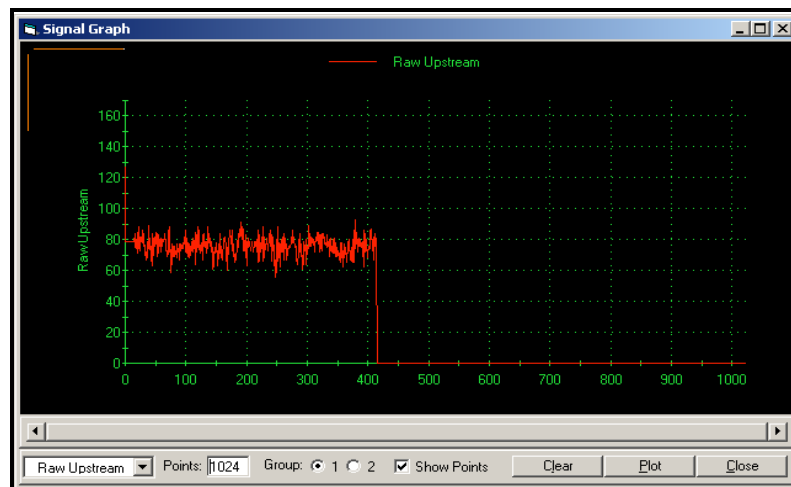 Signal Graph
Raw Upstream
160
140
120
100
80
60
40
20
0
Raw Upstream
0 100 200 300 400 500 600 700 800 900 1000
Raw Upstream Points: 1024 Group: 1 2 Show Points Clear Plot Close